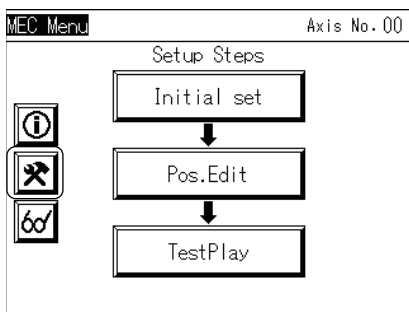 MEC Menu Axis No.00
Setup Steps
Initial set
Pos.Edit
TestPlay